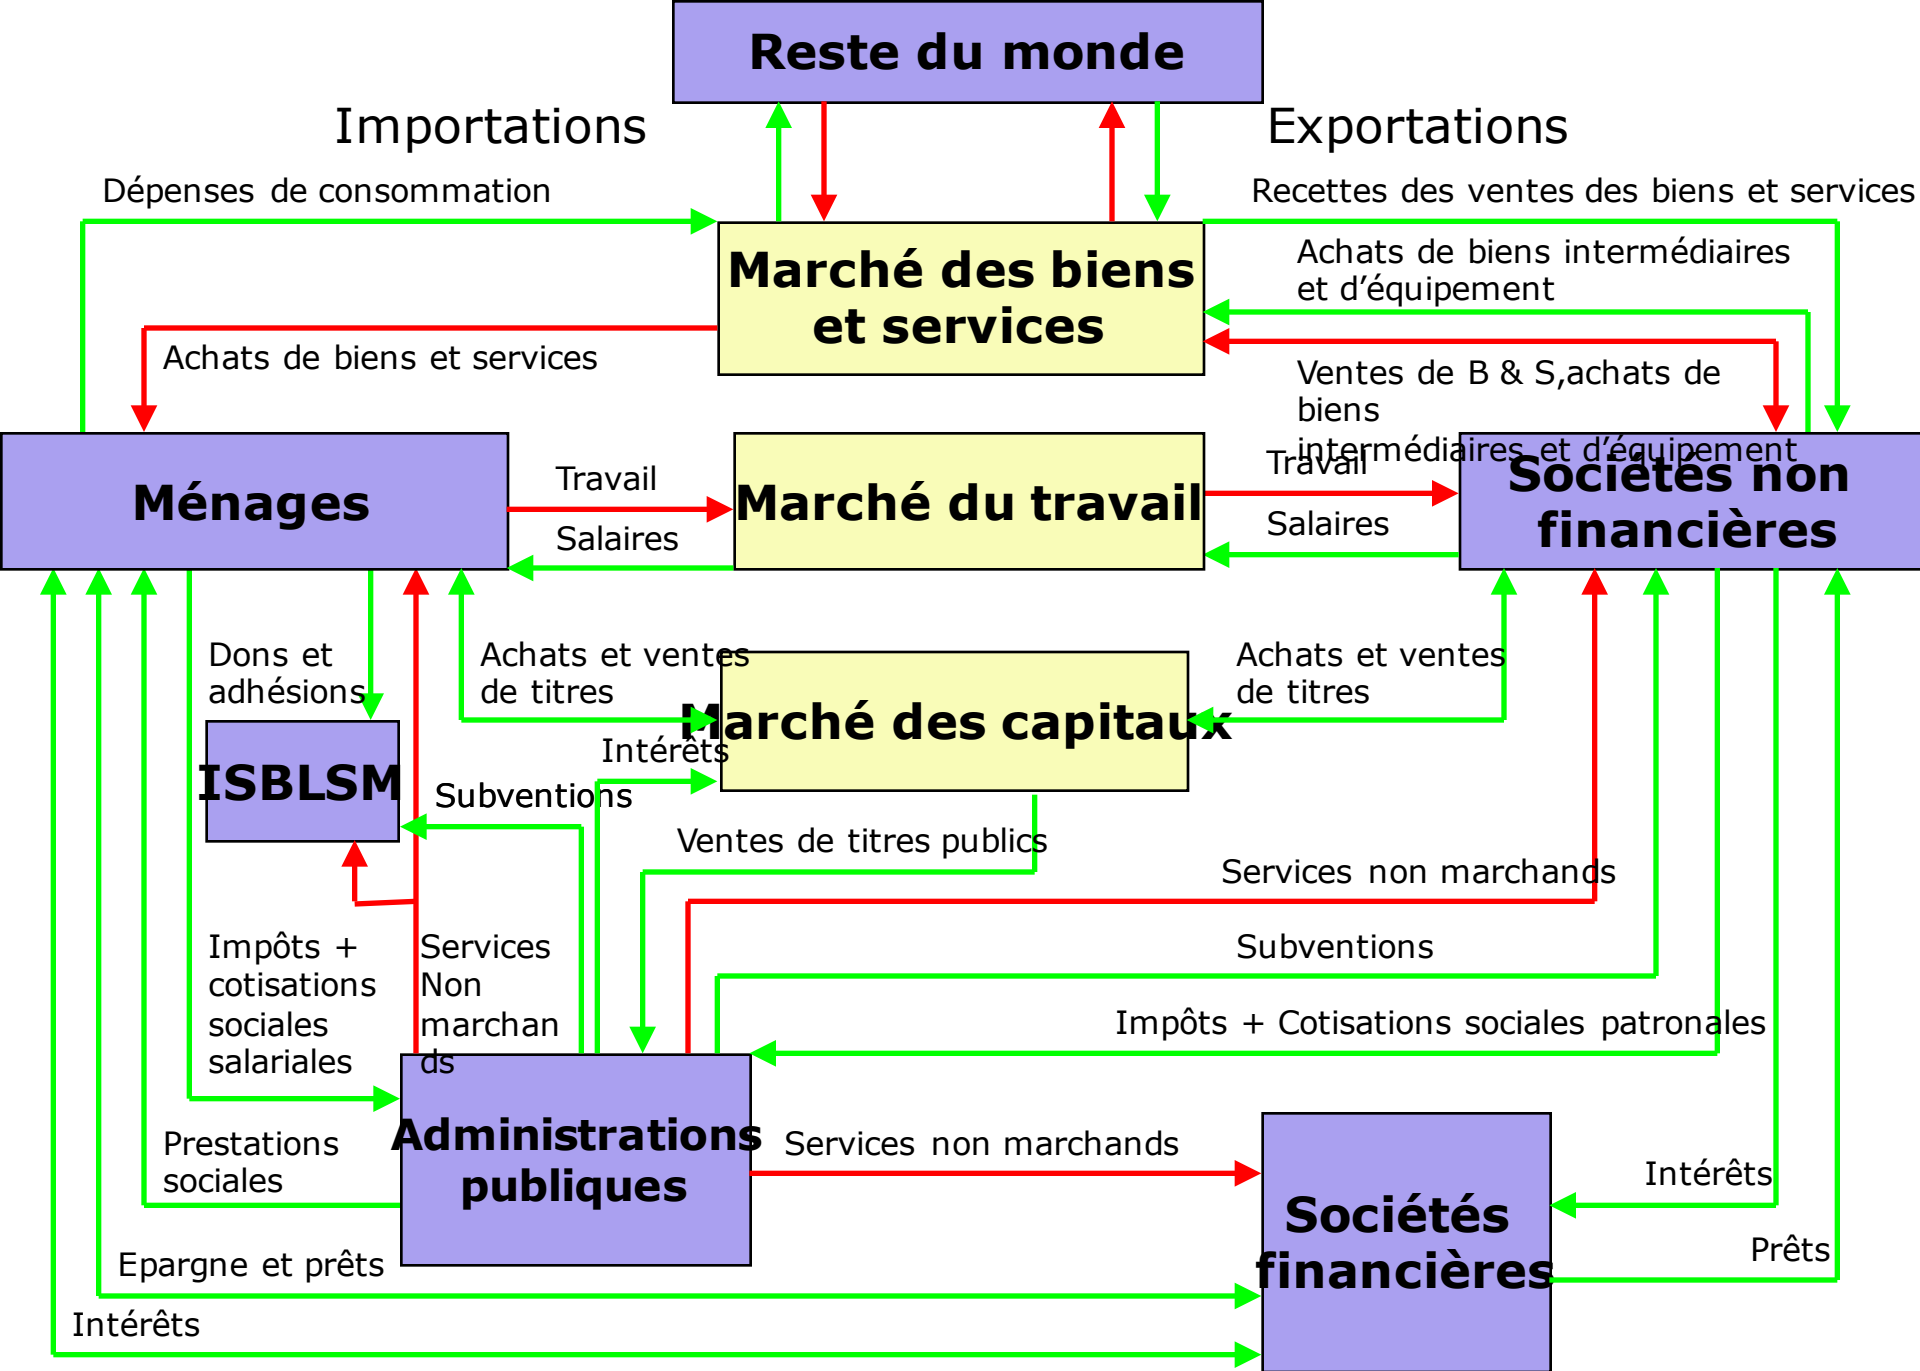 Reste du monde
Importations
Exportations
Dépenses de consommation
Recettes des ventes des biens et services
Marché des biens
et services
Achats de biens intermédiaires
et d’équipement
Achats de biens et services
Ventes de B & S,achats de
biens
intermédiaires et d’équipement
Ménages
Travail
Salaires
Marché du travail
Travail
Salaires
Sociétés non
financières
Dons et
adhésions
Achats et ventes
de titres
Marché des capitaux
Achats et ventes
de titres
Intérêts
ISBLSM
Subventions
Ventes de titres publics
Services non marchands
Impôts +
cotisations
sociales
salariales
Services
Non
marchan
ds
Subventions
Impôts + Cotisations sociales patronales
Administrations
publiques
Services non marchands
Prestations
sociales
Sociétés
financières
Intérêts
Prêts
Epargne et prêts
Intérêts